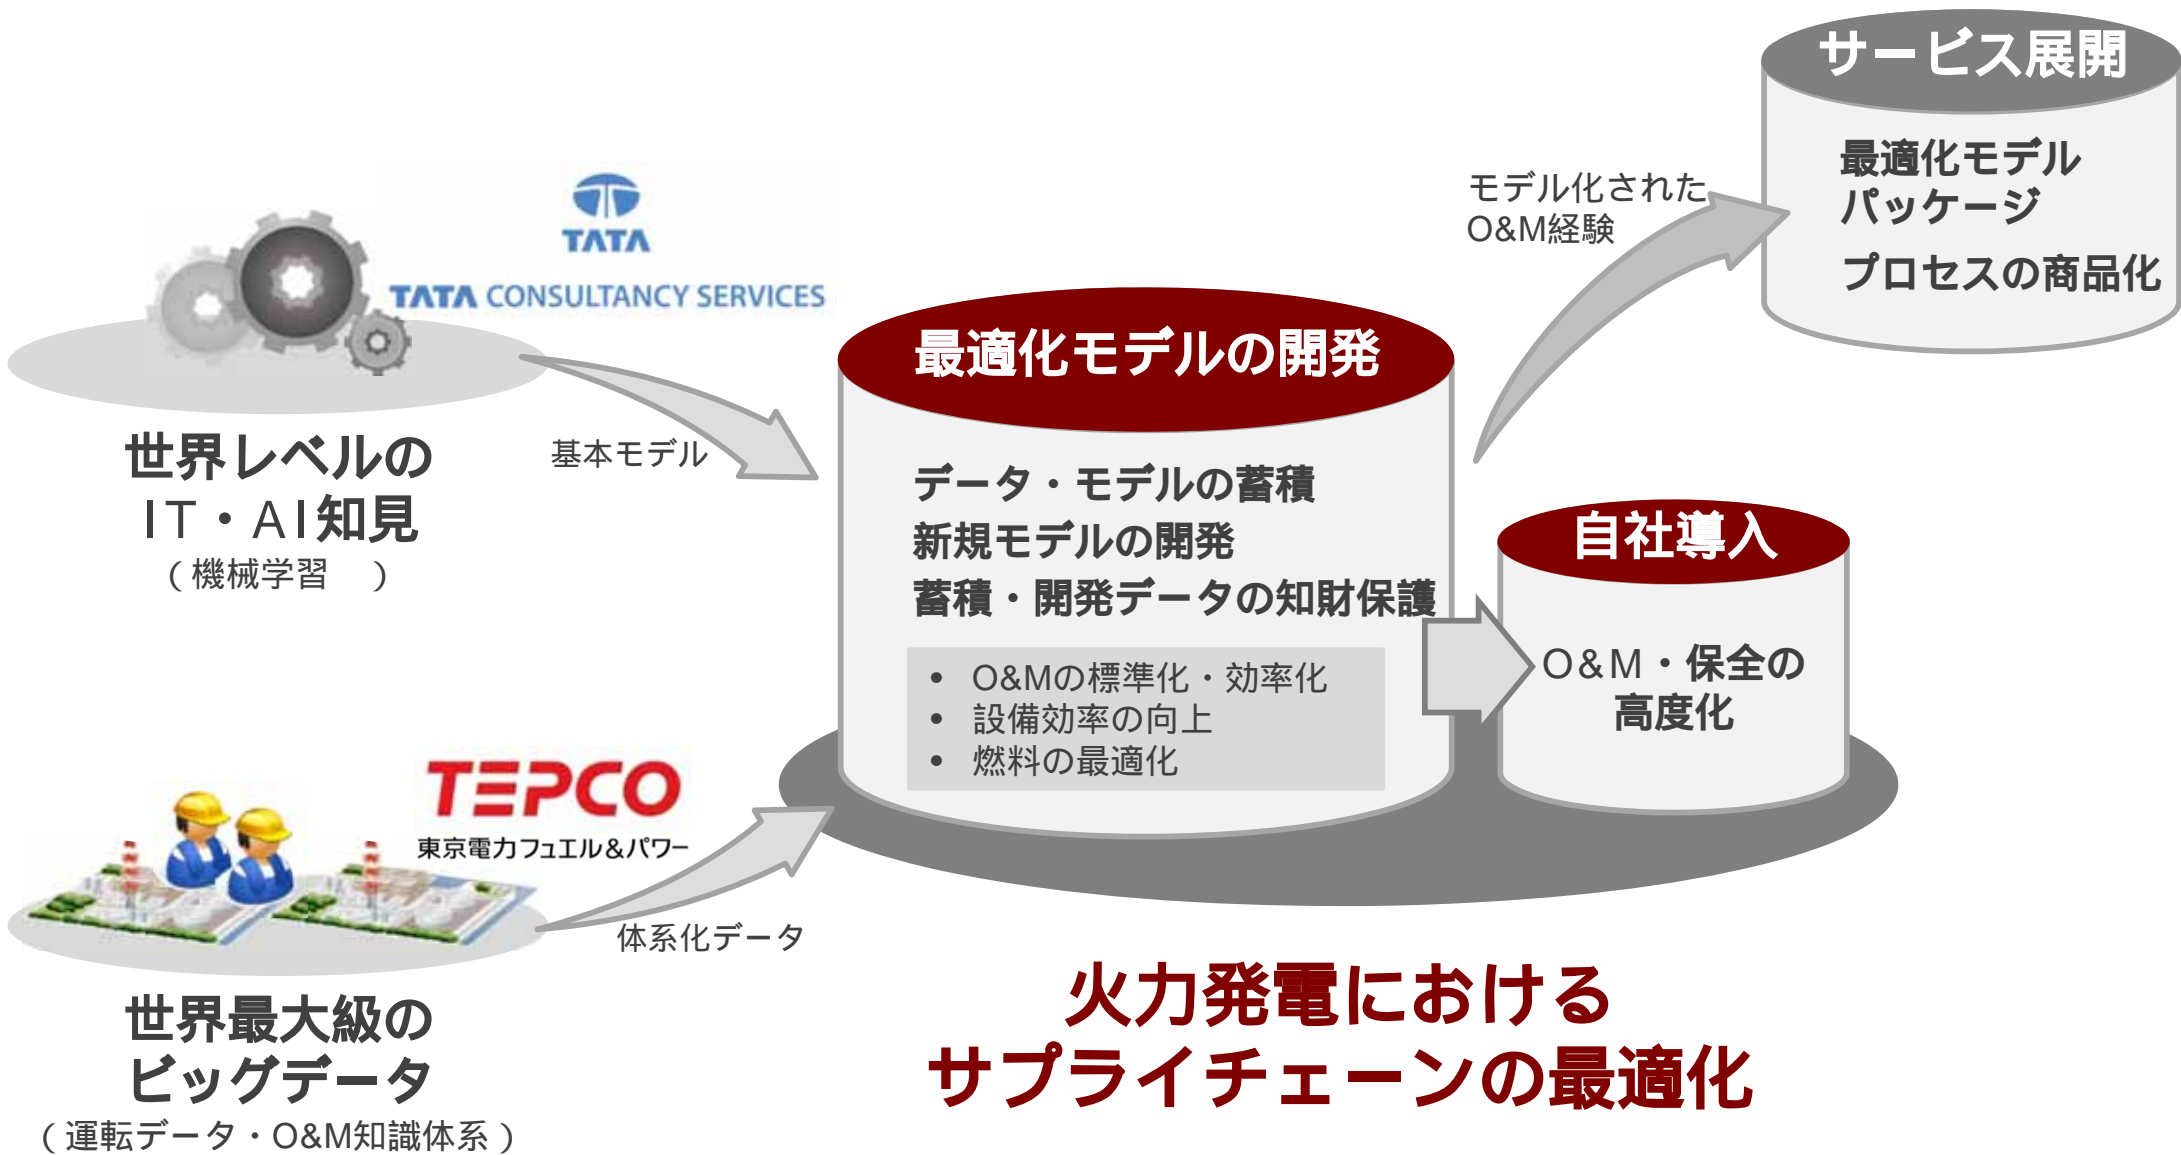 TATA
TATA CONSULTANCY SERVICES
世界レベルの
IT・AI知見
（機械学習　）
基本モデル
TEPCO
東京電力フュエル&パワー
体系化データ
世界最大級の
ビッグデータ
（運転データ・O&M知識体系）
最適化モデルの開発
データ・モデルの蓄積
新規モデルの開発
蓄積・開発データの知財保護
• O&Mの標準化・効率化
• 設備効率の向上
• 燃料の最適化
モデル化された
O&M経験
サービス展開
最適化モデル
パッケージ
プロセスの商品化
自社導入
O&M・保全の
高度化
火力発電における
サプライチェーンの最適化